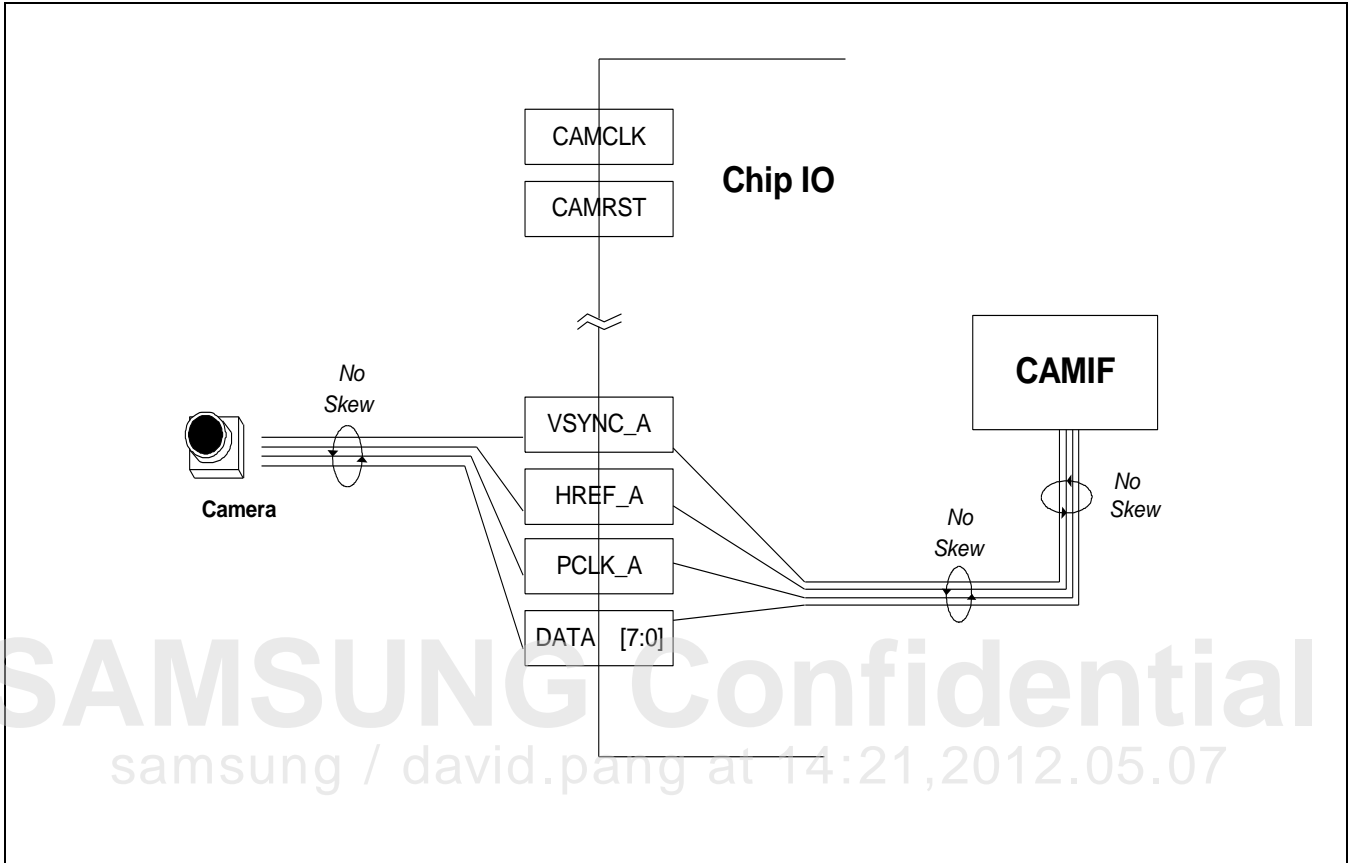 CAMCLK
Chip IO
CAMRST
CAMIF
No
Skew
VSYNC_A
HREF_A
Camera
No
Skew
No
Skew
PCLK_A
DATA [7:0]
SAMSUNG Confidential
samsung / david.pang at 14:21,2012.05.07